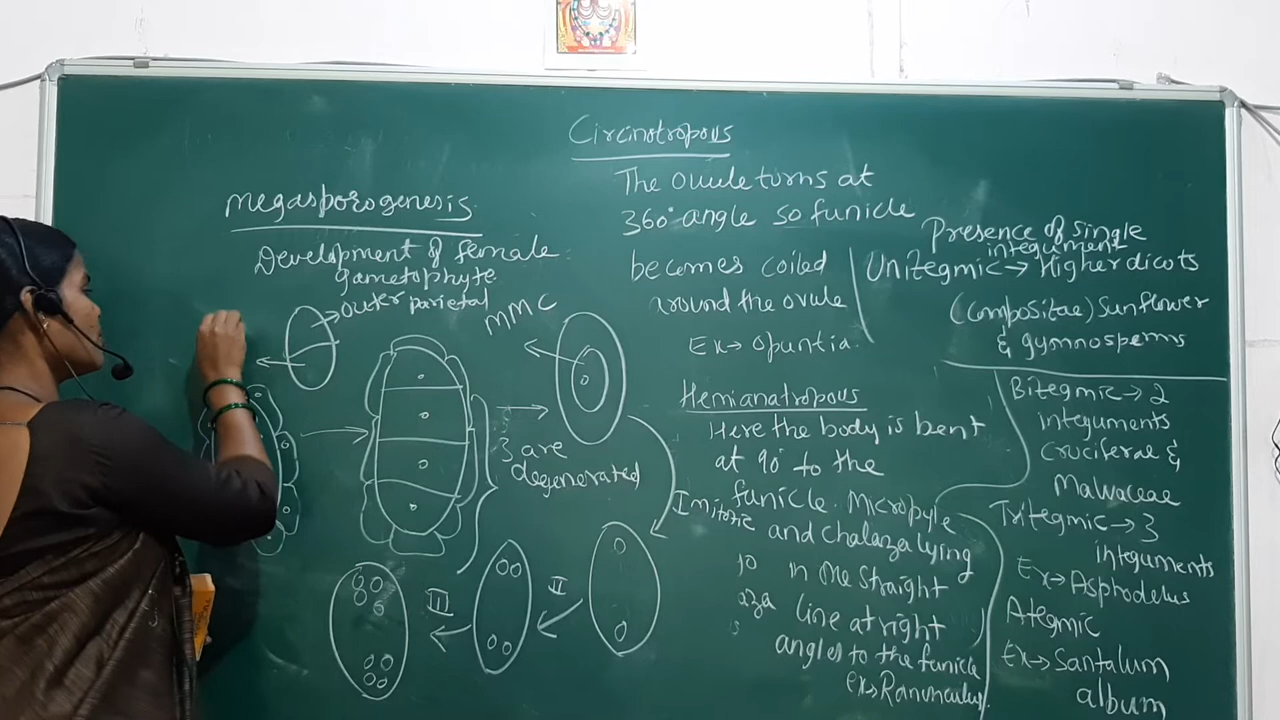 Circinotropous
The Ovule turns at
360° angle so funicle
becomes coiled
around the ovule
Ex→ Opuntia.
Megasporogenesis
Development of female
gametophyte
outer parietal
MMC
3 are
degenerated
I mitotic
II
III
Hemianatropous
Here the body is bent
at 90° to the
funicle. Micropyle
and chalaza lying
in the straight
line at right
angles to the funicle
ex→Ranunculus.
Presence of single
integument
Unitegmic → Higher dicots
(Compositae) Sunflower
& gymnosperms
Bitegmic → 2
integuments
Cruciferae &
Malvaceae
Tritegmic → 3
integuments
Ex→ Asphodelus
Ategmic
Ex→ Santalum
album